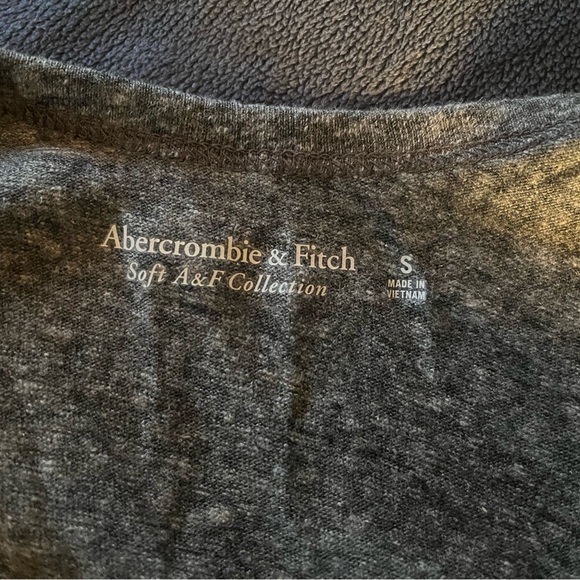 Abercrombie & Fitch
Soft A&F Collection
S
MADE IN
VIETNAM